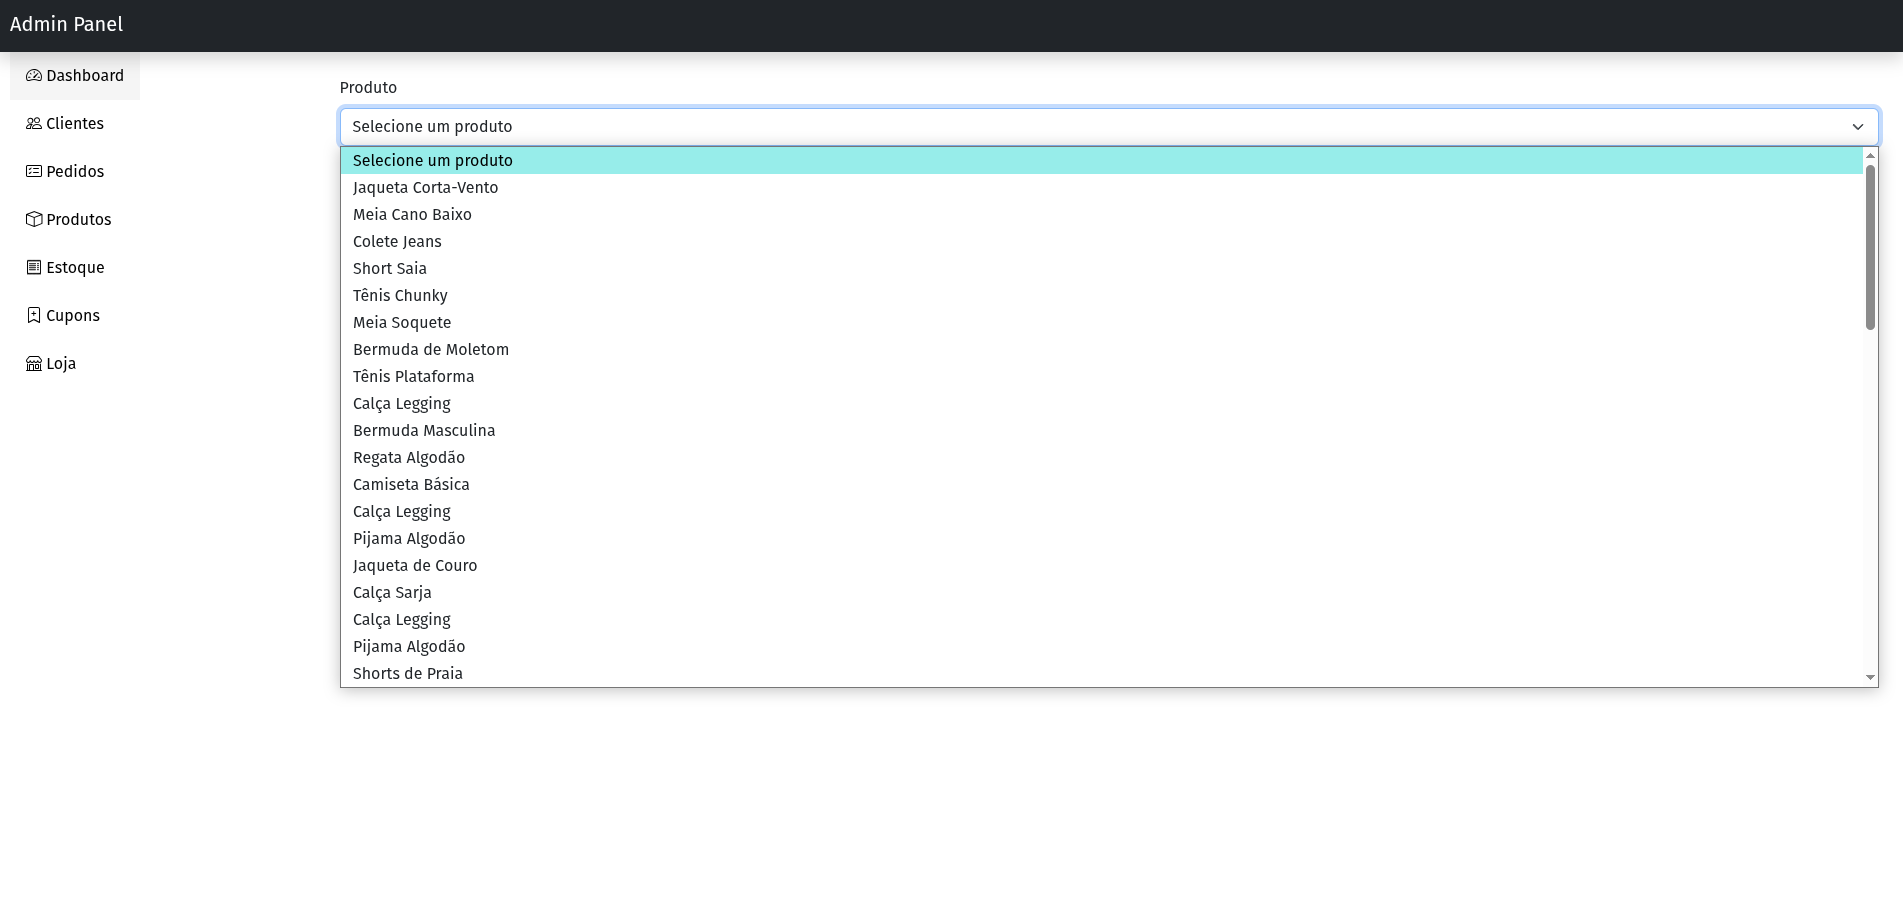 Admin Panel
Dashboard
Clientes
Pedidos
Produtos
Estoque
Cupons
Loja
Produto
Selecione um produto
Selecione um produto
Jaqueta Corta-Vento
Meia Cano Baixo
Colete Jeans
Short Saia
Tênis Chunky
Meia Soquete
Bermuda de Moletom
Tênis Plataforma
Calça Legging
Bermuda Masculina
Regata Algodão
Camiseta Básica
Calça Legging
Pijama Algodão
Jaqueta de Couro
Calça Sarja
Calça Legging
Pijama Algodão
Shorts de Praia